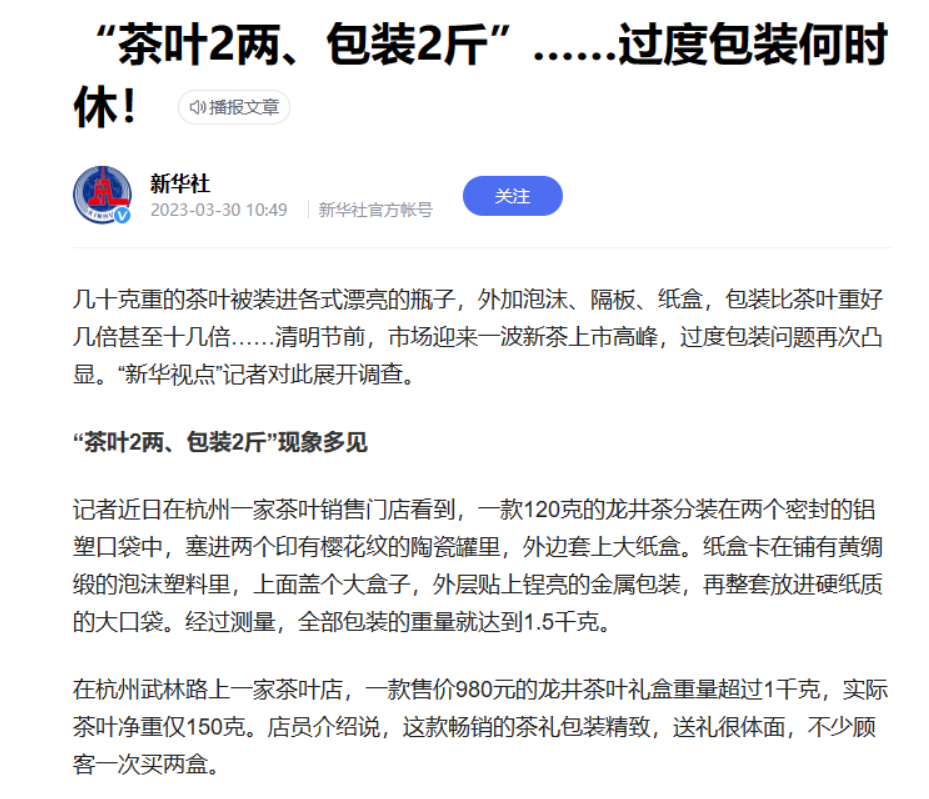 “茶叶2两、包装2斤”……过度包装何时
休！ 播报文章
新华社
2023-03-30 10:49 新华社官方帐号
关注
几十克重的茶叶被装进各式漂亮的瓶子，外加泡沫、隔板、纸盒，包装比茶叶重好
几倍甚至十几倍……清明节前，市场迎来一波新茶上市高峰，过度包装问题再次凸
显。“新华视点”记者对此展开调查。
“茶叶2两、包装2斤”现象多见
记者近日在杭州一家茶叶销售门店看到，一款120克的龙井茶分装在两个密封的铝
塑口袋中，塞进两个印有樱花纹的陶瓷罐里，外边套上大纸盒。纸盒卡在铺有黄绸
缎的泡沫塑料里，上面盖个大盒子，外层贴上锃亮的金属包装，再整套放进硬纸质
的大口袋。经过测量，全部包装的重量就达到1.5千克。
在杭州武林路上一家茶叶店，一款售价980元的龙井茶叶礼盒重量超过1千克，实际
茶叶净重仅150克。店员介绍说，这款畅销的茶礼包装精致，送礼很体面，不少顾
客一次买两盒。